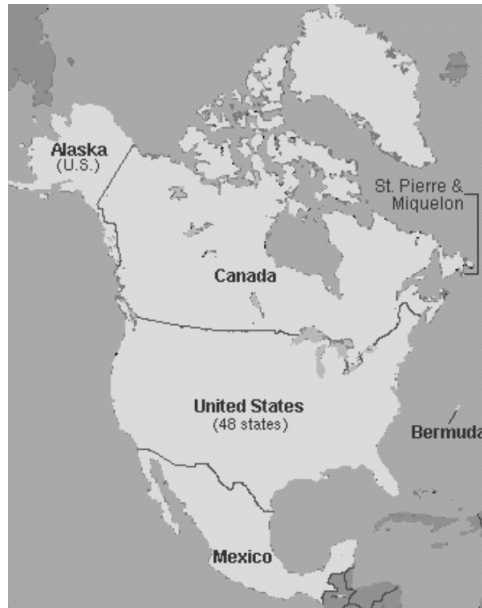 Alaska
(U.S.)
St. Pierre &
Miquelon
Canada
United States
(48 states)
Bermuda
Mexico